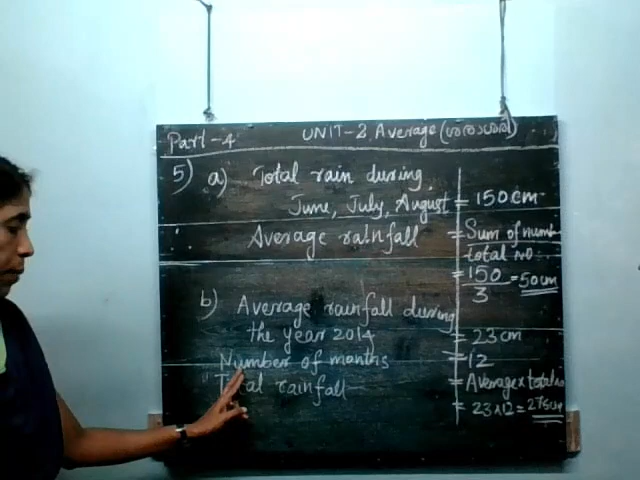 Part-4 UNIT-2 Average (ശരാശരി)
5) a) Total rain during
June, July, August = 150cm
Average rainfall = Sum of numb
total no
= 150/3 = 50cm
b) Average rainfall during
the year 2014 = 23cm
Number of months = 12
Total rainfall = Average x total no
= 23x12 = 276cm